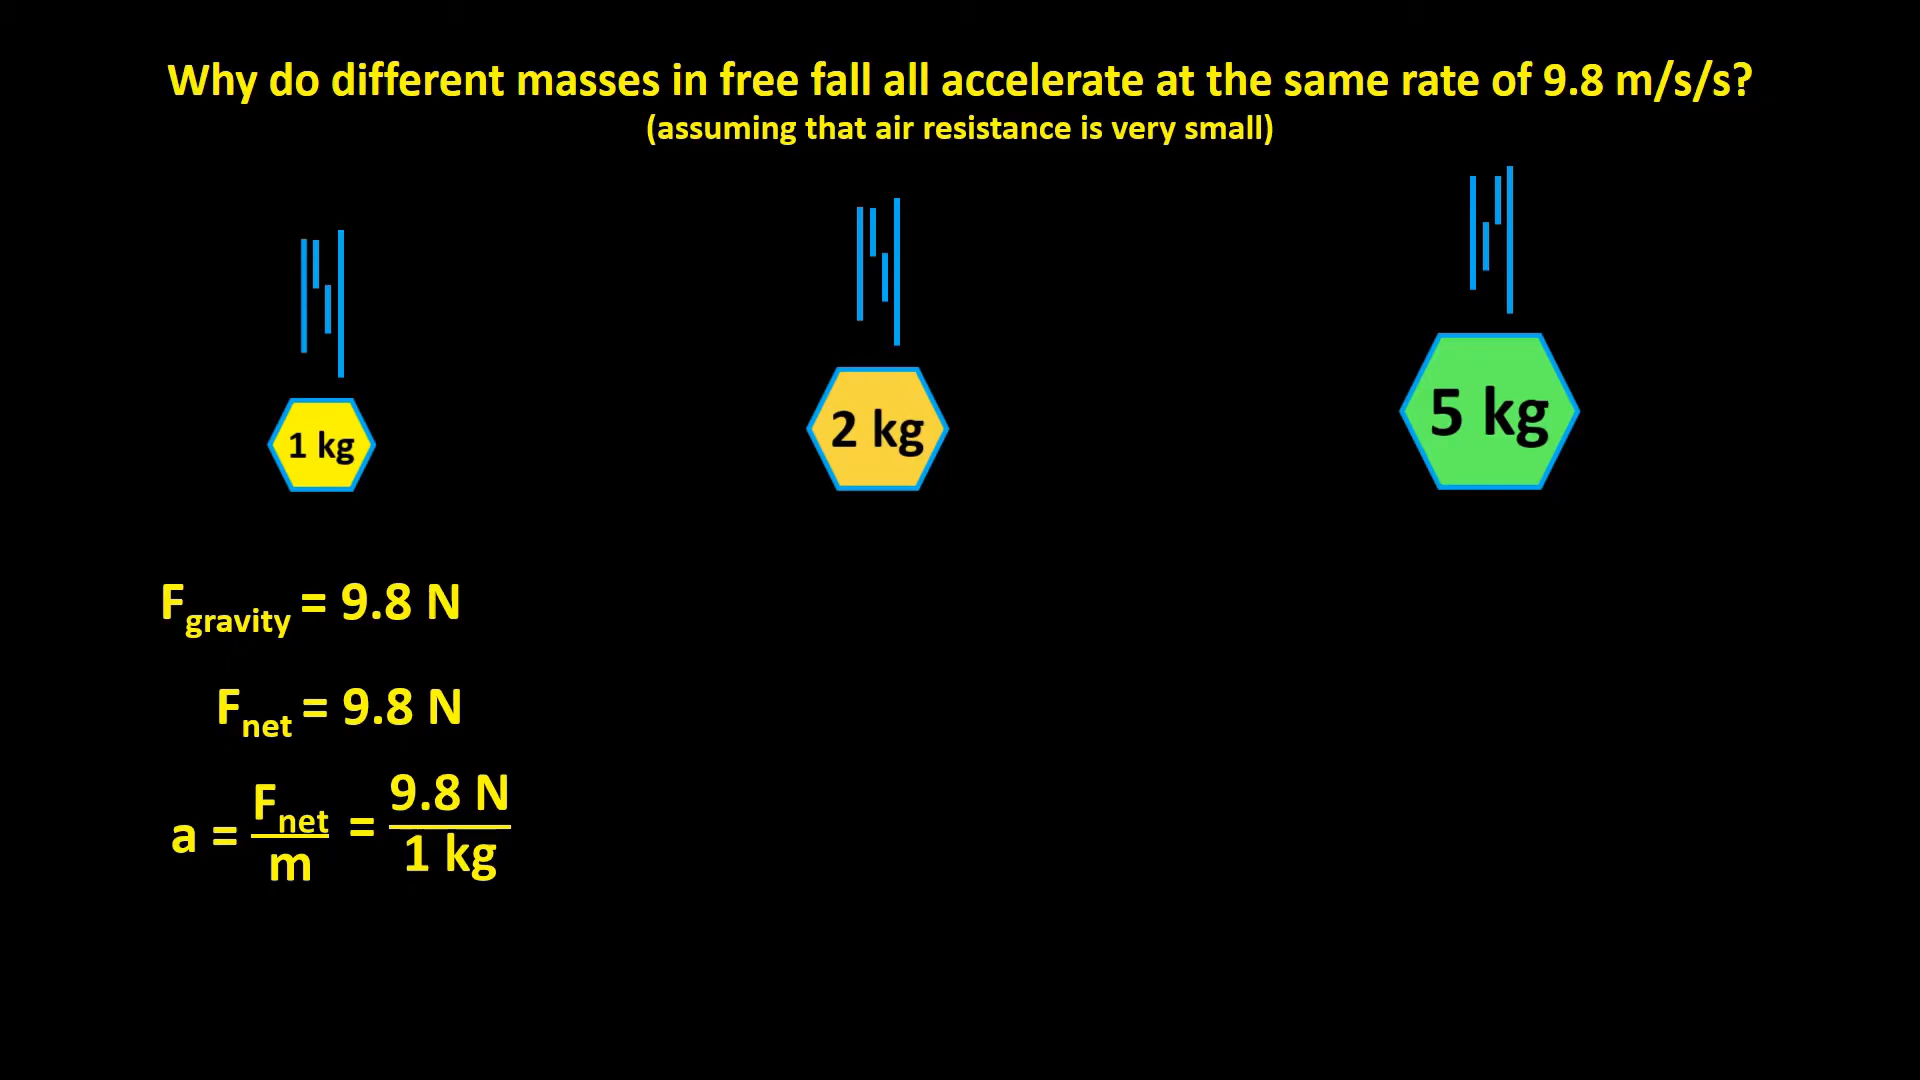 Why do different masses in free fall all accelerate at the same rate of 9.8 m/s/s?
(assuming that air resistance is very small)
1 kg
2 kg
5 kg
Fgravity = 9.8 N
Fnet = 9.8 N
a = Fnet/m = 9.8 N/1 kg